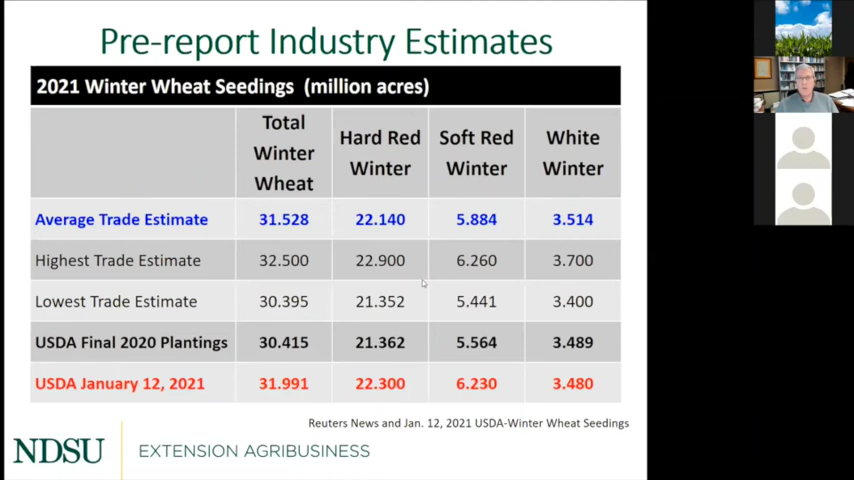 Pre-report Industry Estimates
2021 Winter Wheat Seedings (million acres)
Total Winter Wheat Hard Red Winter Soft Red Winter White Winter
Average Trade Estimate 31.528 22.140 5.884 3.514
Highest Trade Estimate 32.500 22.900 6.260 3.700
Lowest Trade Estimate 30.395 21.352 5.441 3.400
USDA Final 2020 Plantings 30.415 21.362 5.564 3.489
USDA January 12, 2021 31.991 22.300 6.230 3.480
Reuters News and Jan. 12, 2021 USDA-Winter Wheat Seedings
NDSU EXTENSION AGRIBUSINESS